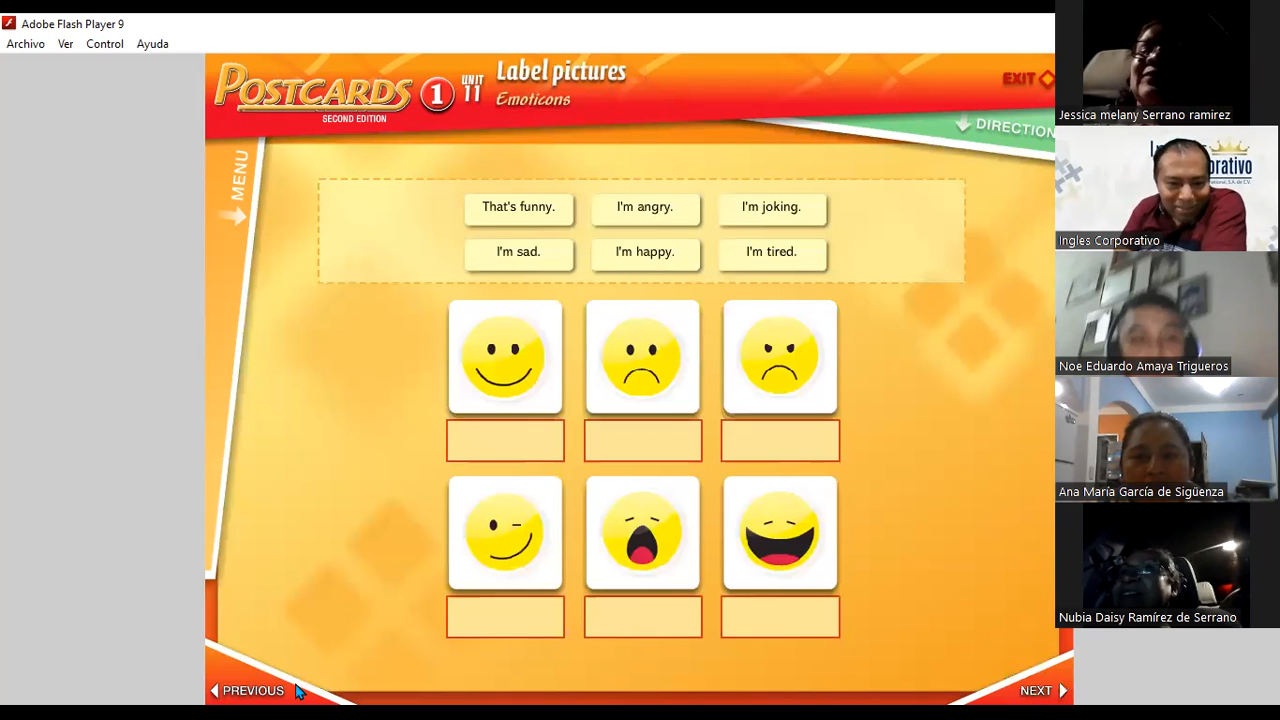 Adobe Flash Player 9
Archivo Ver Control Ayuda
POSTCARDS 1
SECOND EDITION
UNIT 11
Label pictures
Emoticons
EXIT
DIRECTION
MENU
That's funny. I'm angry. I'm joking.
I'm sad. I'm happy. I'm tired.
PREVIOUS
NEXT
Jessica melany Serrano ramirez
Ingles Corporativo
Noe Eduardo Amaya Trigueros
Ana María García de Sigüenza
Nubia Daisy Ramírez de Serrano